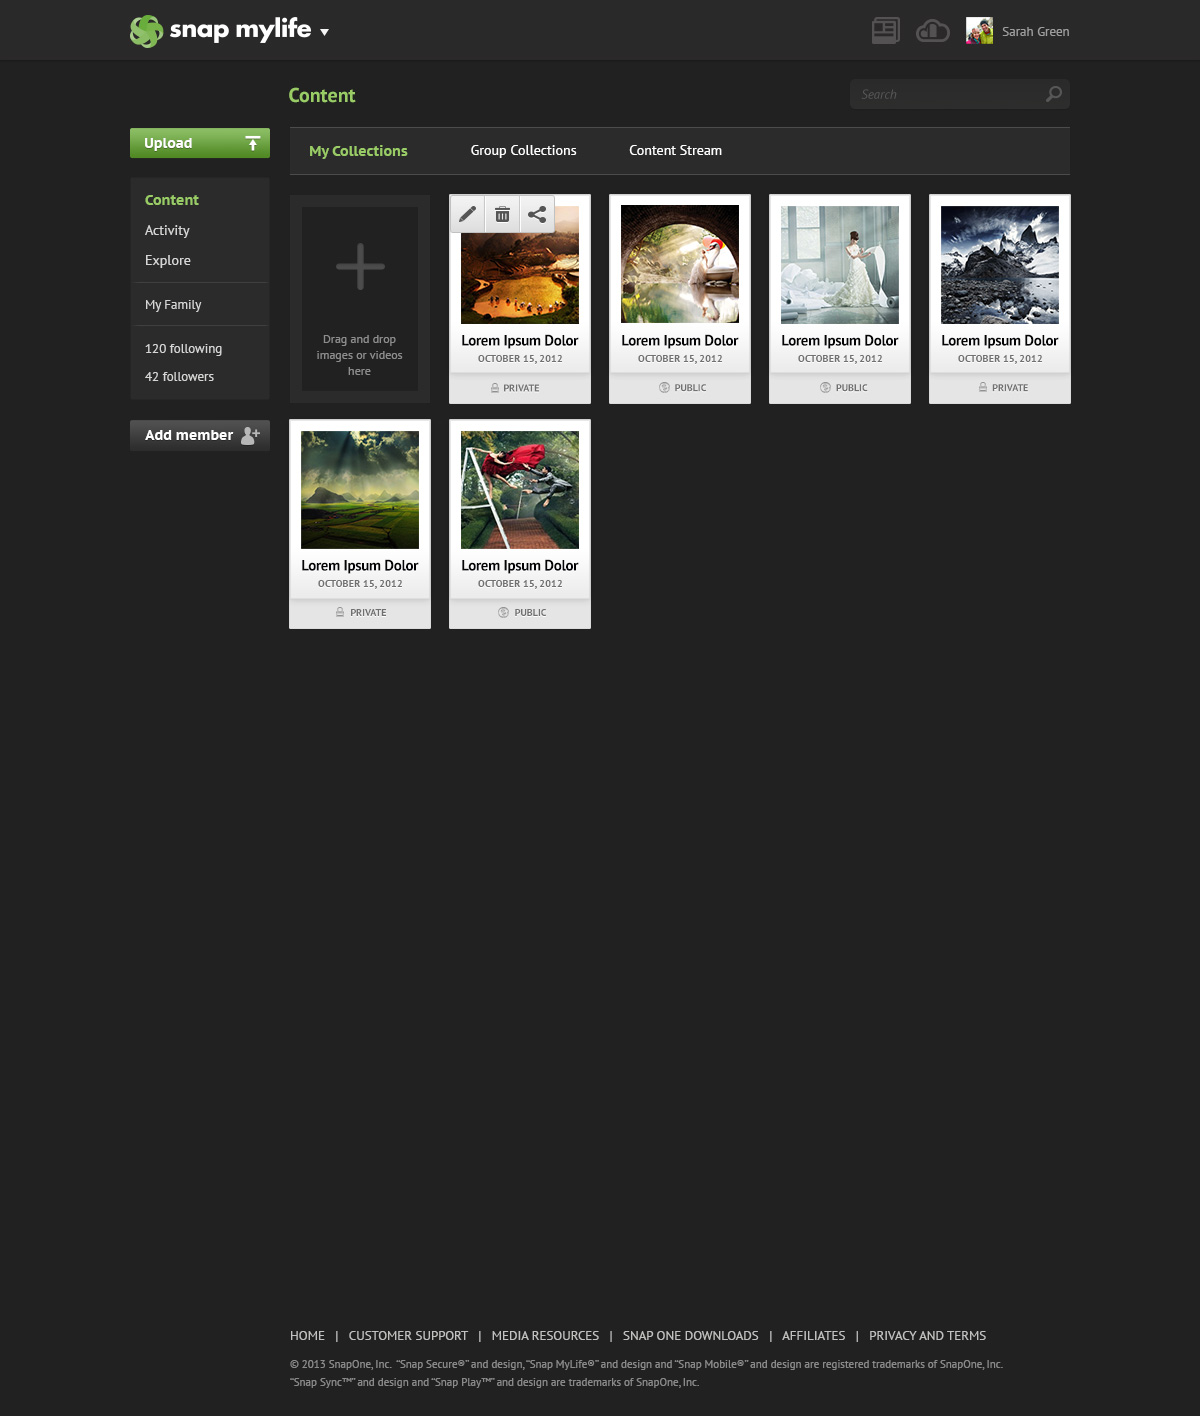 snap mylife
Sarah Green
Content
Search
Upload
My Collections
Group Collections
Content Stream
Content
Activity
Explore
My Family
120 following
42 followers
Add member
Drag and drop
images or videos
here
Lorem Ipsum Dolor
OCTOBER 15, 2012
PRIVATE
Lorem Ipsum Dolor
OCTOBER 15, 2012
PUBLIC
Lorem Ipsum Dolor
OCTOBER 15, 2012
PUBLIC
Lorem Ipsum Dolor
OCTOBER 15, 2012
PRIVATE
Lorem Ipsum Dolor
OCTOBER 15, 2012
PRIVATE
Lorem Ipsum Dolor
OCTOBER 15, 2012
PUBLIC
HOME | CUSTOMER SUPPORT | MEDIA RESOURCES | SNAP ONE DOWNLOADS | AFFILIATES | PRIVACY AND TERMS
© 2013 SnapOne, Inc. “Snap Secure®” and design, “Snap MyLife®” and design and “Snap Mobile®” and design are registered trademarks of SnapOne, Inc.
“Snap Sync™” and design and “Snap Play™” and design are trademarks of SnapOne, Inc.